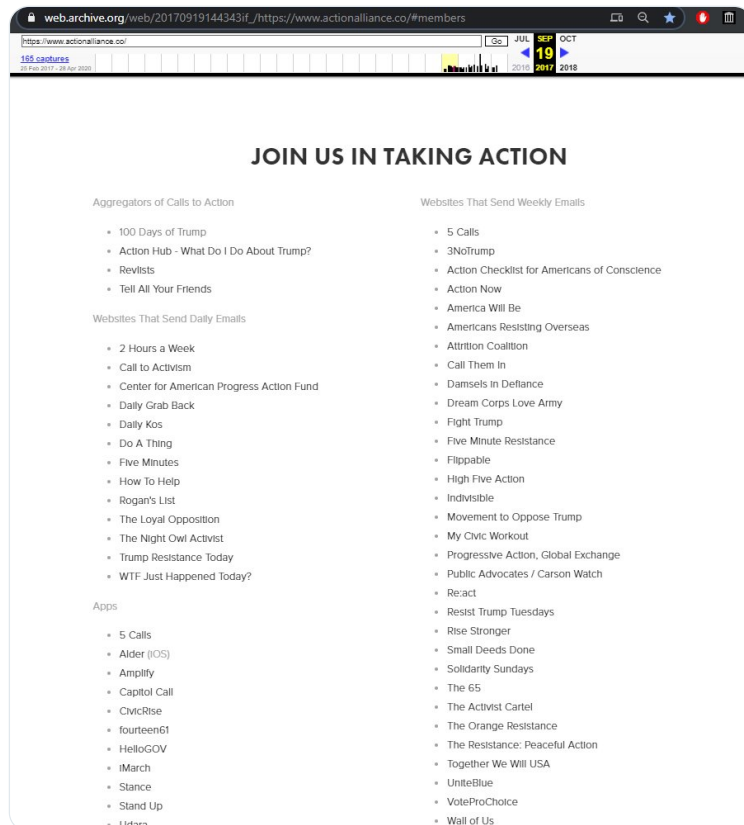 web.archive.org/web/20170919144343if_/https://www.actionalliance.co/#members
https://www.actionalliance.co/
Go
JUL SEP OCT
165 captures
19
2016 2017 2018
JOIN US IN TAKING ACTION
Aggregators of Calls to Action
100 Days of Trump
Action Hub - What Do I Do About Trump?
Revlists
Tell All Your Friends
Websites That Send Daily Emails
2 Hours a Week
Call to Activism
Center for American Progress Action Fund
Daily Grab Back
Daily Kos
Do A Thing
Five Minutes
How To Help
Rogan's List
The Loyal Opposition
The Night Owl Activist
Trump Resistance Today
WTF Just Happened Today?
Apps
5 Calls
Alder (iOS)
Amplify
Capitol Call
CivicRise
fourteen61
HelloGOV
iMarch
Stance
Stand Up
Websites That Send Weekly Emails
5 Calls
3NoTrump
Action Checklist for Americans of Conscience
Action Now
America Will Be
Americans Resisting Overseas
Attrition Coalition
Call Them In
Damsels in Defiance
Dream Corps Love Army
Fight Trump
Five Minute Resistance
Flippable
High Five Action
Indivisible
Movement to Oppose Trump
My Civic Workout
Progressive Action, Global Exchange
Public Advocates / Carson Watch
Re:act
Resist Trump Tuesdays
Rise Stronger
Small Deeds Done
Solidarity Sundays
The 65
The Activist Cartel
The Orange Resistance
The Resistance: Peaceful Action
Together We Will USA
UniteBlue
VoteProChoice
Wall of Us